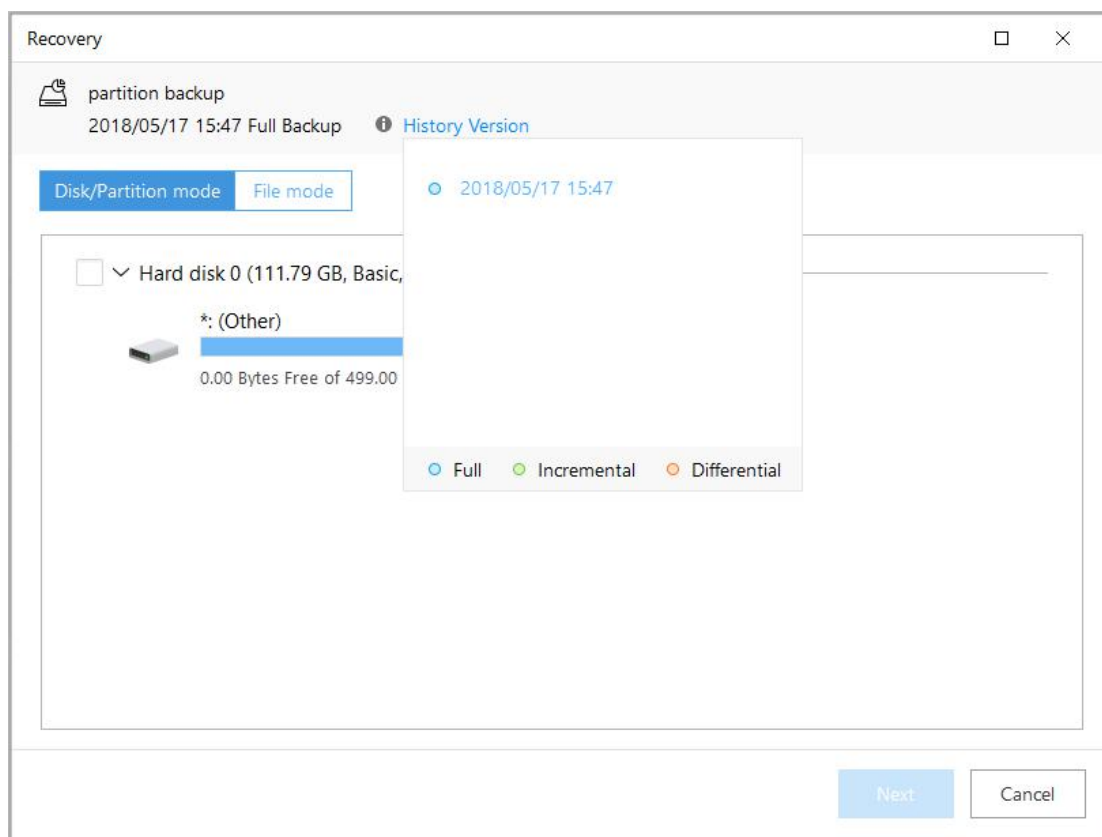 Recovery
partition backup
2018/05/17 15:47 Full Backup History Version
Disk/Partition mode File mode
2018/05/17 15:47
Hard disk 0 (111.79 GB, Basic,
*: (Other)
0.00 Bytes Free of 499.00
Full Incremental Differential
Next Cancel